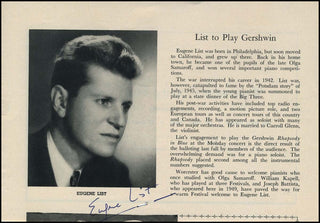 List to Play Gershwin
Eugene List was born in Philadelphia, but soon moved
to California, and grew up there. Back in his home
town, he became one of the pupils of the late Olga
Samaroff, and won several important piano competi-
tions.
The war interrupted his career in 1942. List was,
however, catapulted to fame by the "Potsdam story" of
July, 1945, when the young pianist was summoned to
play at a state dinner of the Big Three.
His post-war activities have included top radio en-
gagements, recording, a motion picture role, and two
European tours as well as concert tours of this country
and Canada. He has appeared as soloist with many
of the major orchestras. He is married to Carroll Glenn,
the violinist.
List's engagement to play the Gershwin Rhapsody
in Blue at the Monday concert is the direct result of
the balloting last fall by members of the audience. The
overwhelming demand was for a piano soloist. The
Rhapsody placed second among all the instrumental
numbers suggested.
Worcester has come to welcome pianists who once
studied with Olga Samaroff. William Kapell,
who has played at three Festivals, and Joseph Battista,
who appeared here in 1949, have paved the way for
warm Festival welcome to Eugene List.
EUGENE LIST
Eugene List